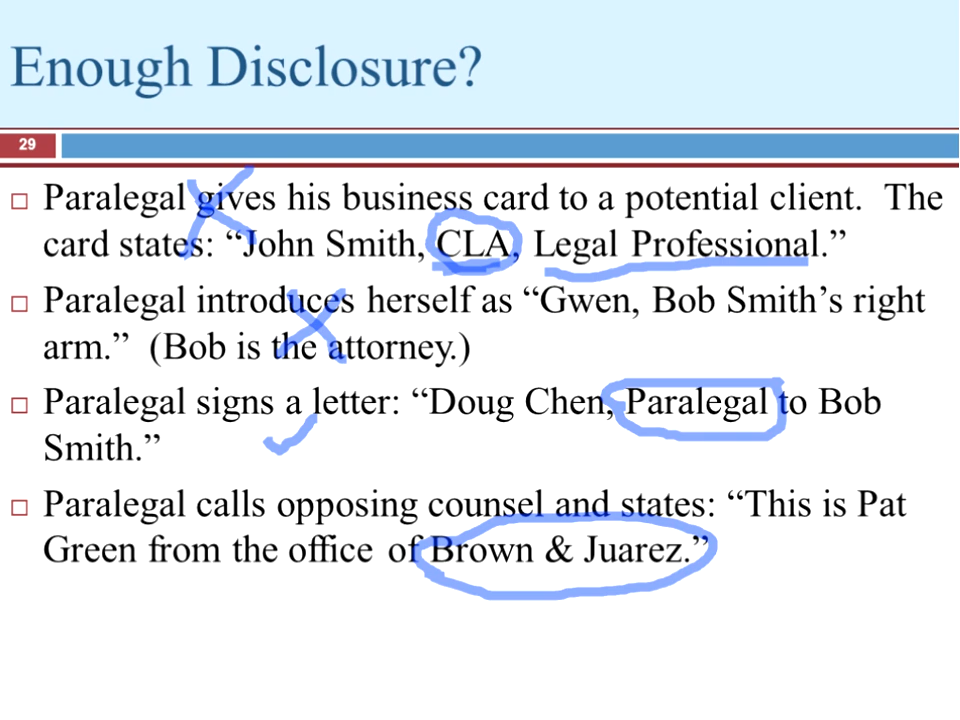 Enough Disclosure?
29
Paralegal gives his business card to a potential client. The
card states: “John Smith, CLA, Legal Professional.”
Paralegal introduces herself as “Gwen, Bob Smith’s right
arm.” (Bob is the attorney.)
Paralegal signs a letter: “Doug Chen, Paralegal to Bob
Smith.”
Paralegal calls opposing counsel and states: “This is Pat
Green from the office of Brown & Juarez.”